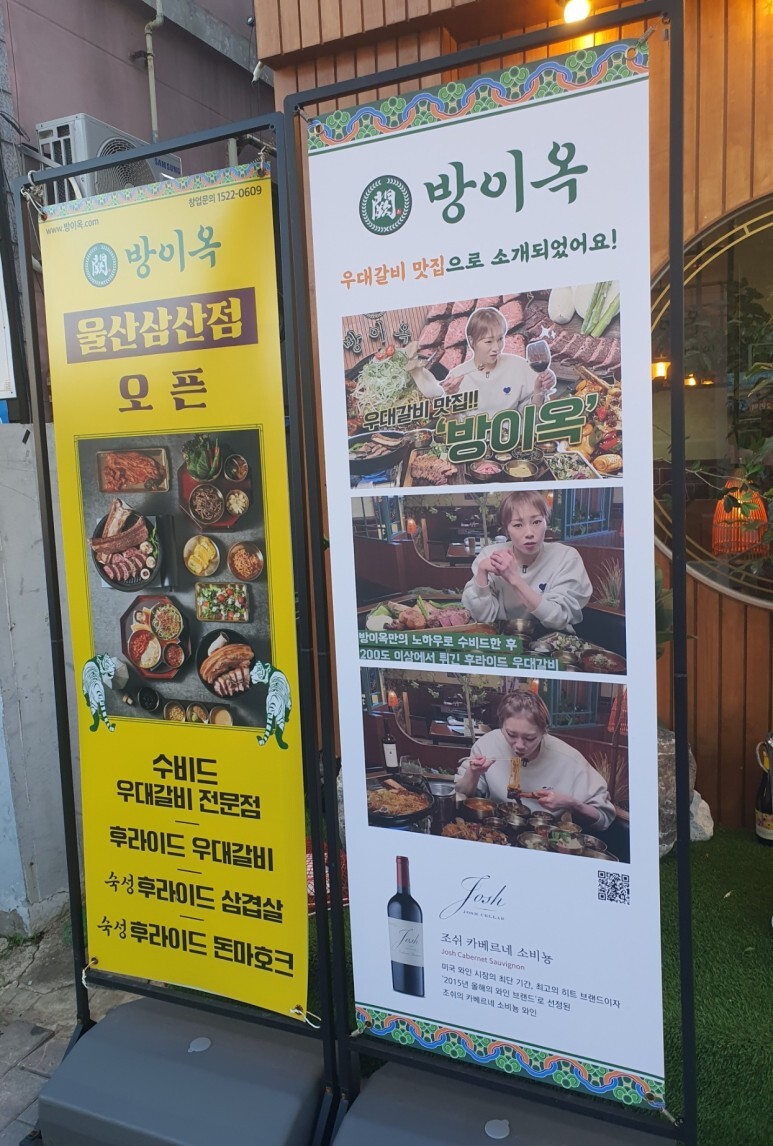 SAMSUNG
www.방이옥.com
창업문의 1522-0609
闕 방이옥
울산삼산점
오픈
수비드
우대갈비 전문점
후라이드 우대갈비
숙성 후라이드 삼겹살
숙성 후라이드 돈마호크
闕 방이옥
우대갈비 맛집으로 소개되었어요!
방이옥
우대갈비 맛집!!
'방이옥'
방이옥만의 노하우로 수비드한 후
200도 이상에서 튀긴 후라이드 우대갈비
Josh
JOSH CELLARS
Josh
조쉬 카베르네 소비뇽
Josh Cabernet Sauvignon
미국 와인 시장의 최단 기간, 최고의 히트 브랜드이자
'2015년 올해의 와인 브랜드'로 선정된
조쉬의 카베르네 소비뇽 와인